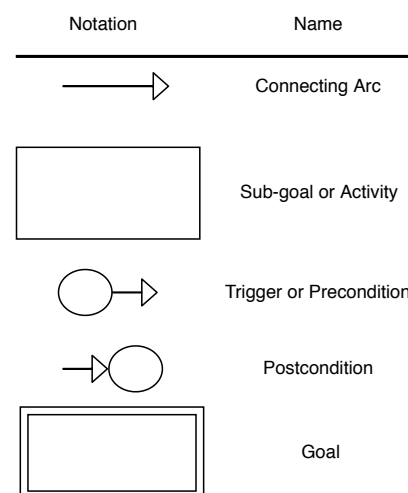 Notation Name
Connecting Arc
Sub-goal or Activity
Trigger or Precondition
Postcondition
Goal